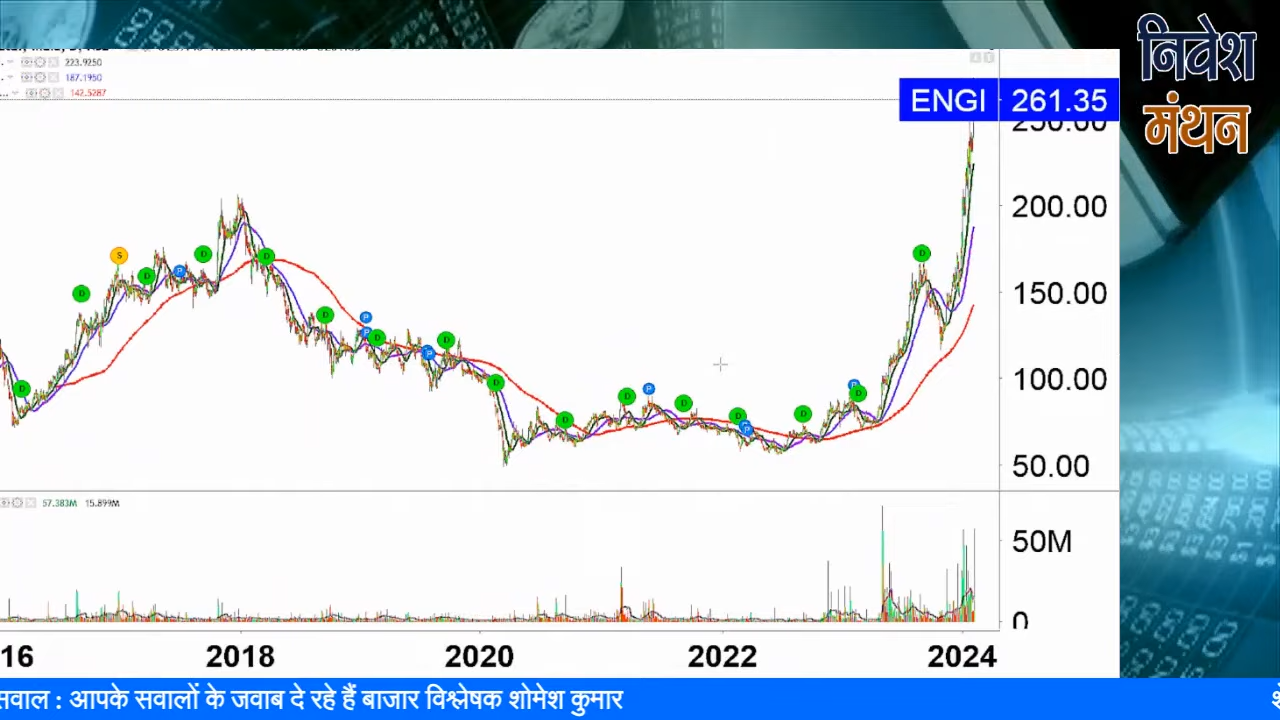 निवेश
मंथन
223.9250
187.1950
142.5287
ENGI 261.35
250.00
200.00
150.00
100.00
50.00
S
D
D
D
P
D
D
D
P
P
D
P
D
D
D
D
P
D
D
P
P
D
P
D
D
57.383M 15.899M
50M
0
16 2018 2020 2022 2024
सवाल : आपके सवालों के जवाब दे रहे हैं बाजार विश्लेषक शोमेश कुमार